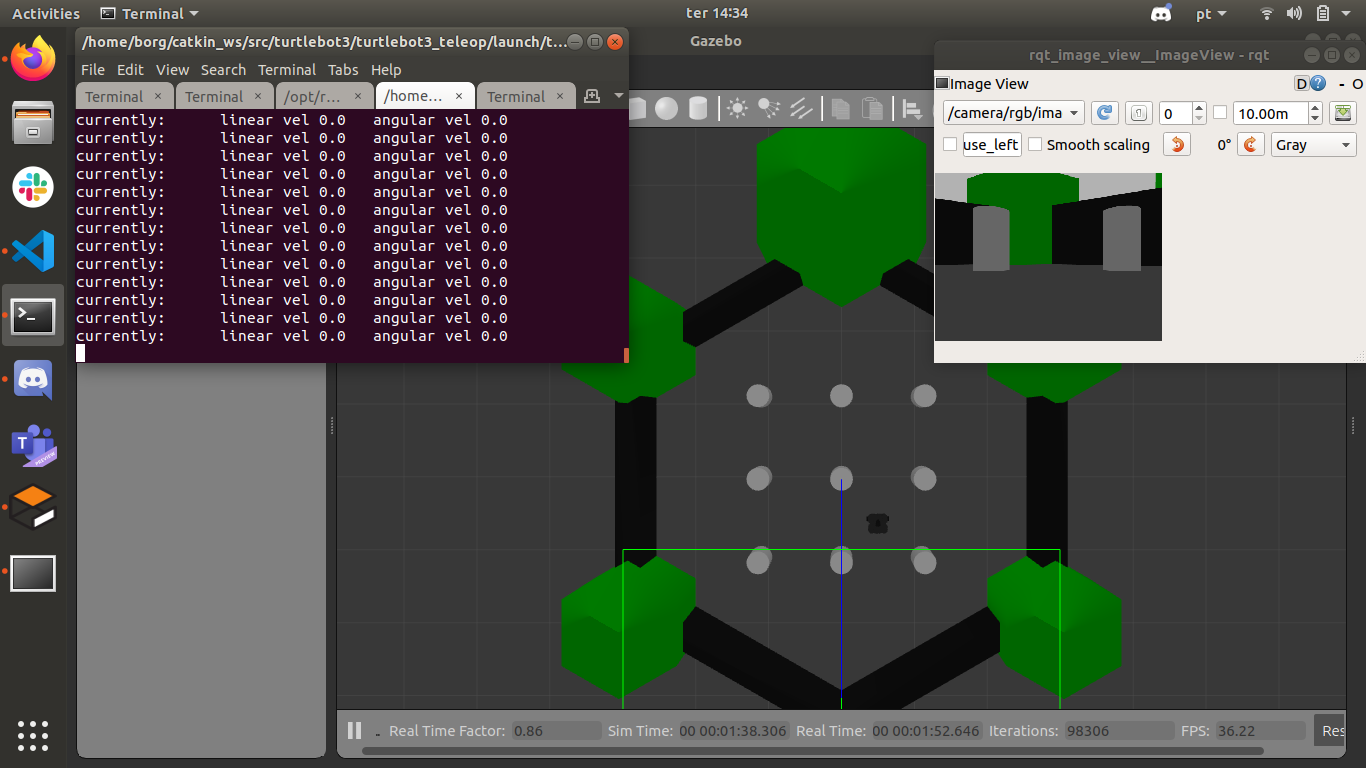 Activities
Terminal
ter 14:34
pt
/home/borg/catkin_ws/src/turtlebot3/turtlebot3_teleop/launch/t...
File Edit View Search Terminal Tabs Help
Terminal × Terminal × /opt/r... × /home... × Terminal ×
currently: linear vel 0.0 angular vel 0.0
currently: linear vel 0.0 angular vel 0.0
currently: linear vel 0.0 angular vel 0.0
currently: linear vel 0.0 angular vel 0.0
currently: linear vel 0.0 angular vel 0.0
currently: linear vel 0.0 angular vel 0.0
currently: linear vel 0.0 angular vel 0.0
currently: linear vel 0.0 angular vel 0.0
currently: linear vel 0.0 angular vel 0.0
currently: linear vel 0.0 angular vel 0.0
currently: linear vel 0.0 angular vel 0.0
currently: linear vel 0.0 angular vel 0.0
currently: linear vel 0.0 angular vel 0.0
Gazebo
rqt_image_view__ImageView - rqt
Image View D ? - O
/camera/rgb/ima 0 10.00m
use_left Smooth scaling 0° Gray
T
PREVIEW
Real Time Factor: 0.86 Sim Time: 00 00:01:38.306 Real Time: 00 00:01:52.646 Iterations: 98306 FPS: 36.22 Res